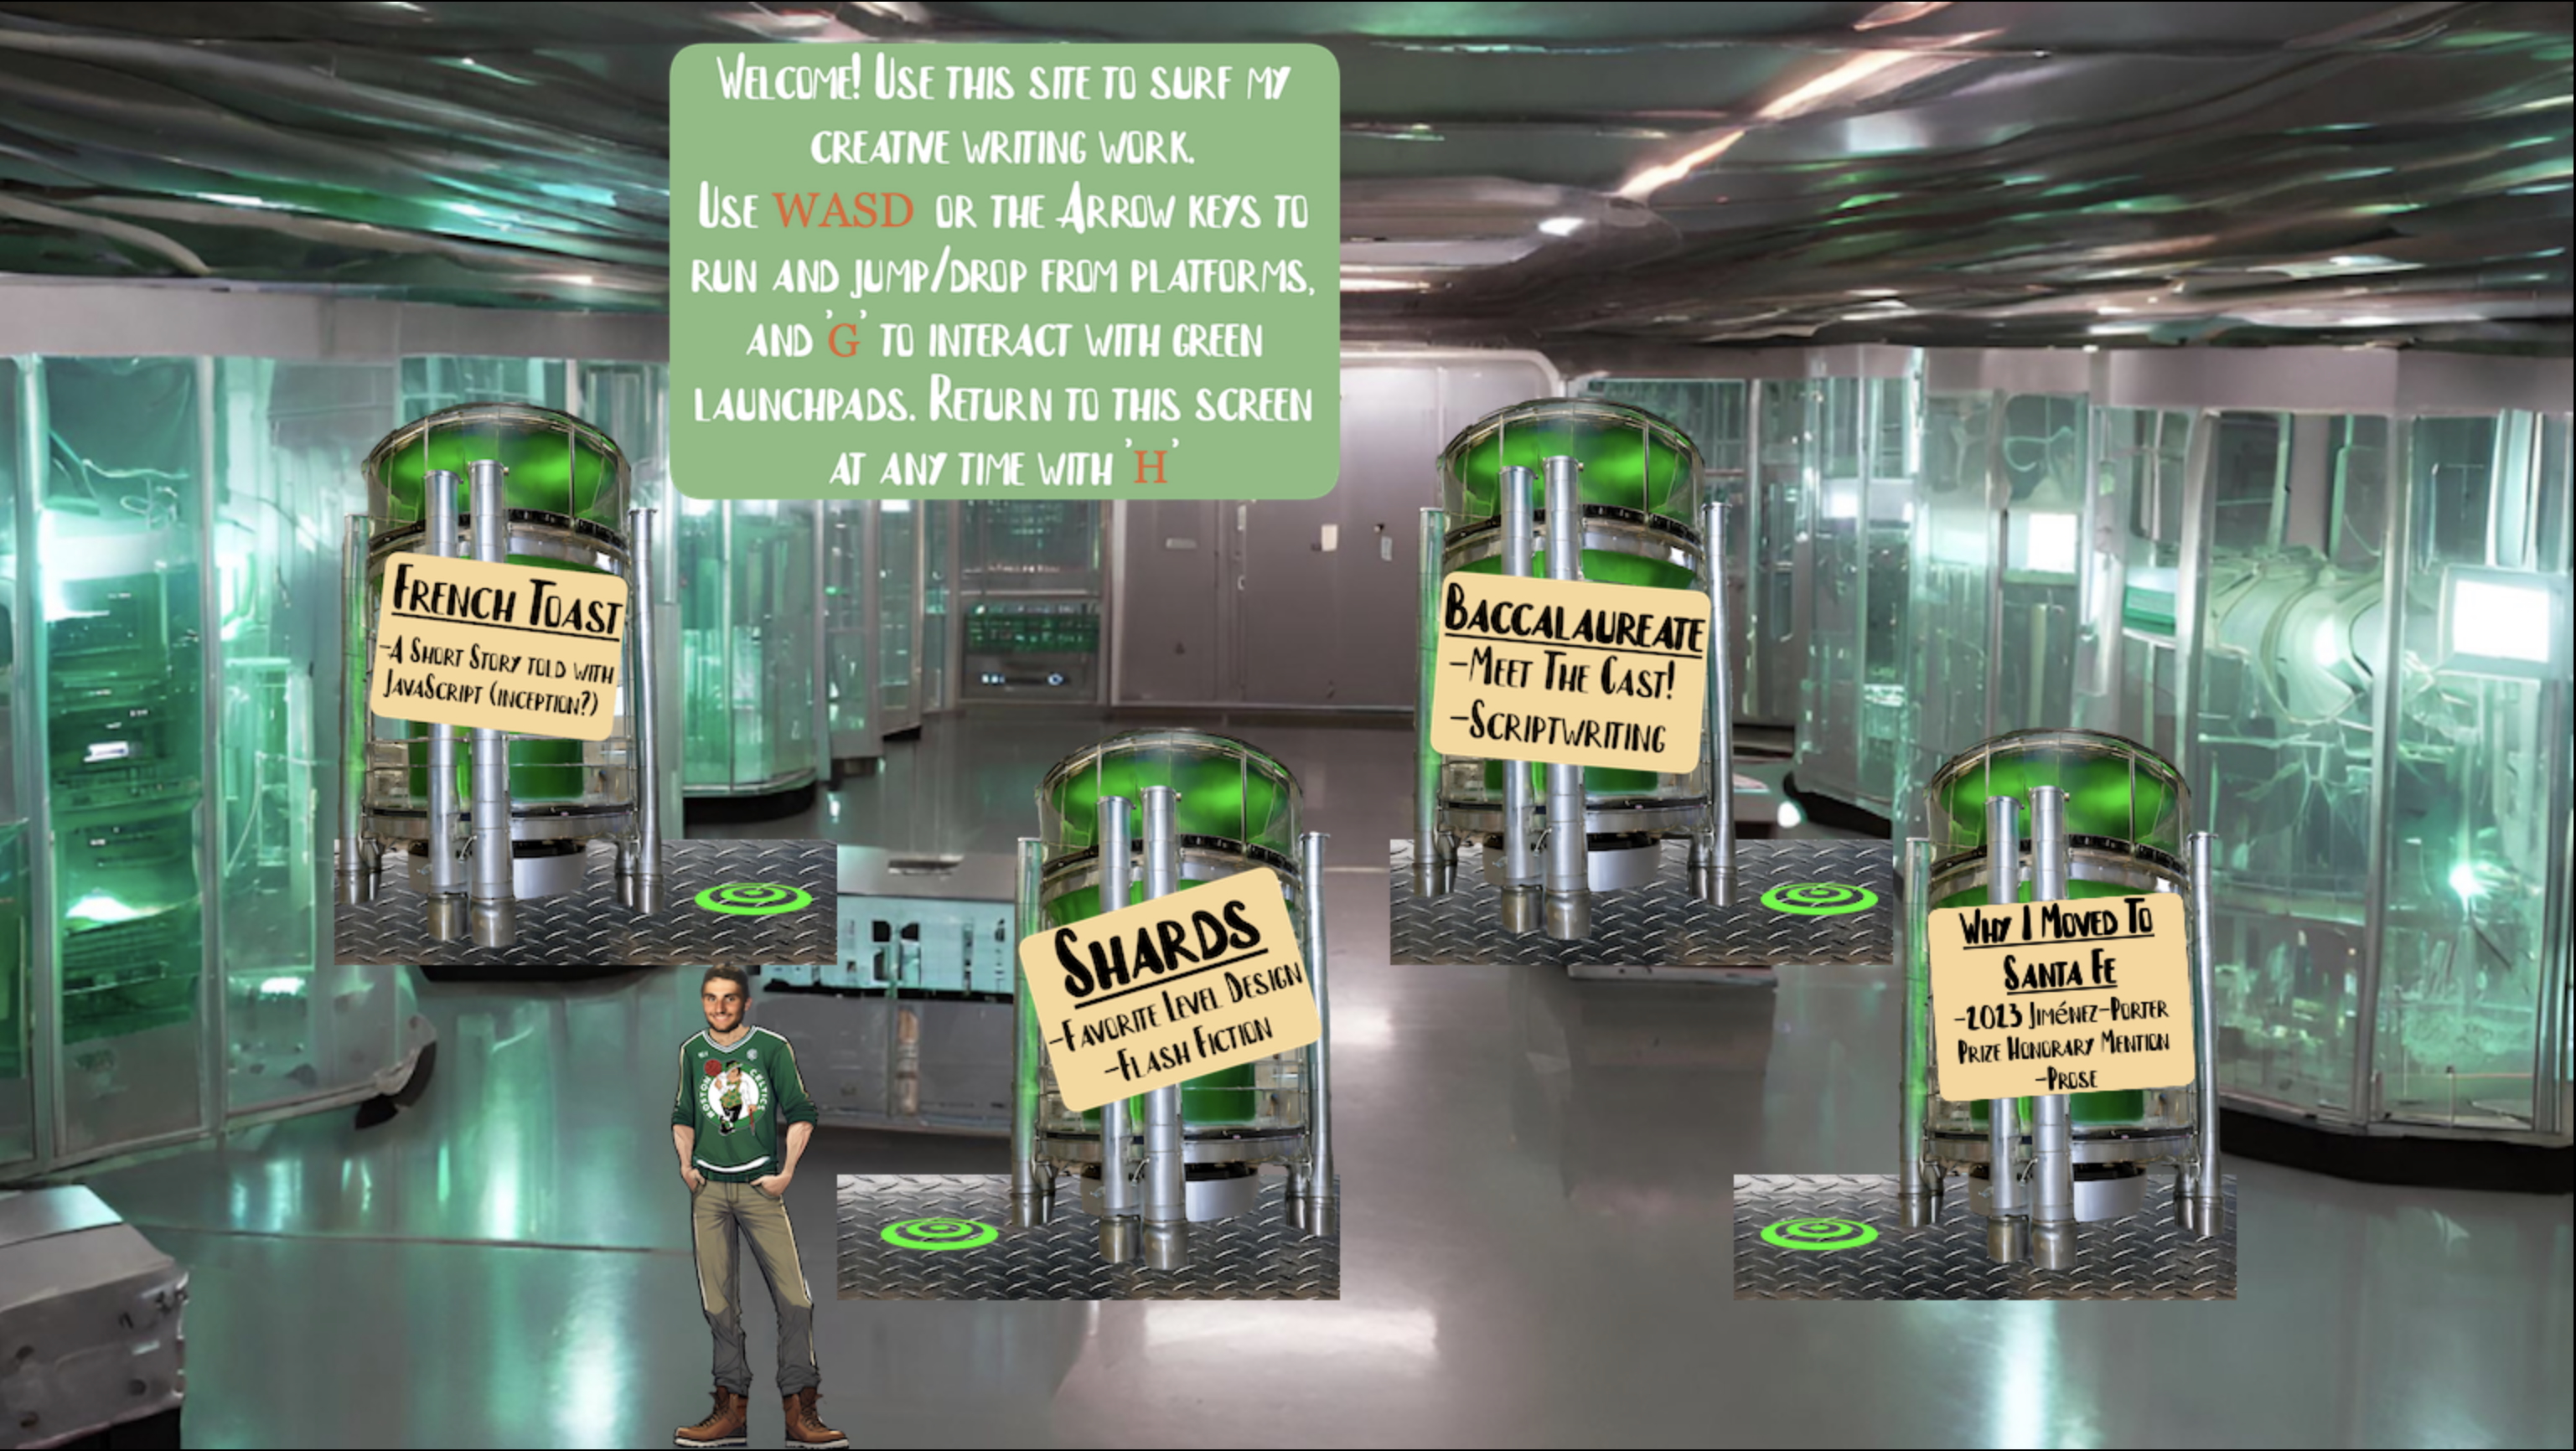 Welcome! Use this site to surf my
creative writing work.
Use WASD or the Arrow keys to
run and jump/drop from platforms,
and 'G' to interact with green
launchpads. Return to this screen
at any time with 'H'
French Toast
-A Short Story told with
JavaScript (inception?)
Baccalaureate
-Meet The Cast!
-Scriptwriting
Shards
-Favorite Level Design
-Flash Fiction
Why I Moved To
Santa Fe
-2023 Jiménez-Porter
Prize Honorary Mention
-Prose
BOSTON CELTICS